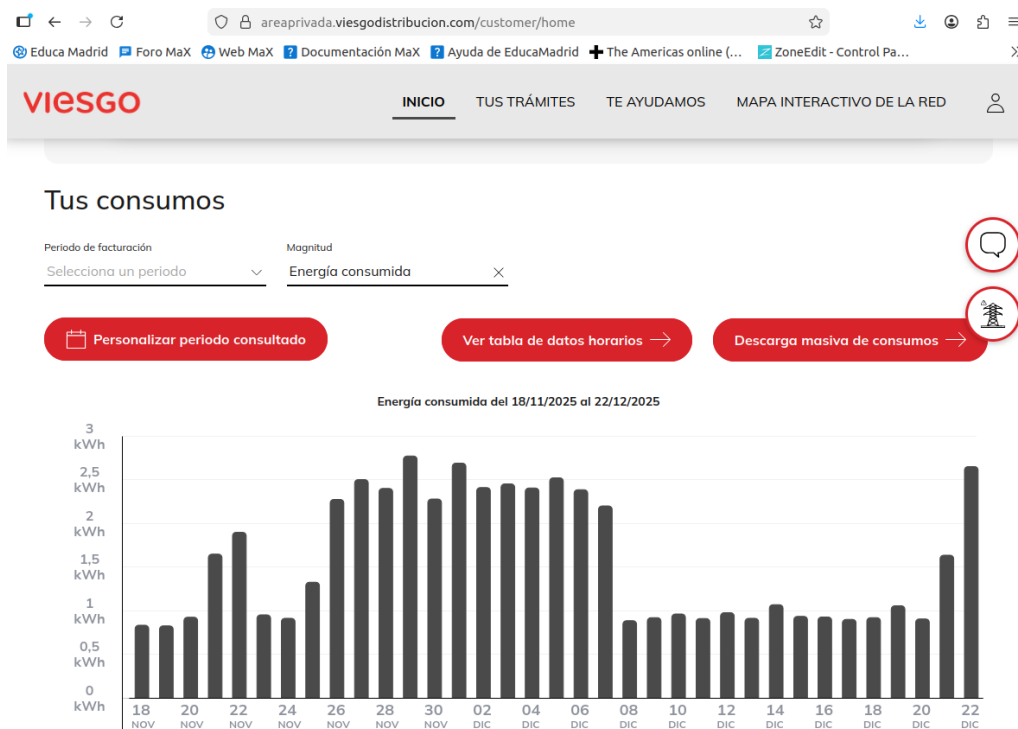 areaprivada.viesgodistribucion.com/customer/home
Educa Madrid Foro MaX Web MaX Documentación MaX Ayuda de EducaMadrid The Americas online (... ZoneEdit - Control Pa...
viesgo INICIO TUS TRÁMITES TE AYUDAMOS MAPA INTERACTIVO DE LA RED
Tus consumos
Periodo de facturación Magnitud
Selecciona un periodo Energía consumida
Personalizar periodo consultado Ver tabla de datos horarios Descarga masiva de consumos
Energía consumida del 18/11/2025 al 22/12/2025
3
kWh
2,5
kWh
2
kWh
1,5
kWh
1
kWh
0,5
kWh
0
kWh
18 20 22 24 26 28 30 02 04 06 08 10 12 14 16 18 20 22
NOV NOV NOV NOV NOV NOV NOV DIC DIC DIC DIC DIC DIC DIC DIC DIC DIC DIC